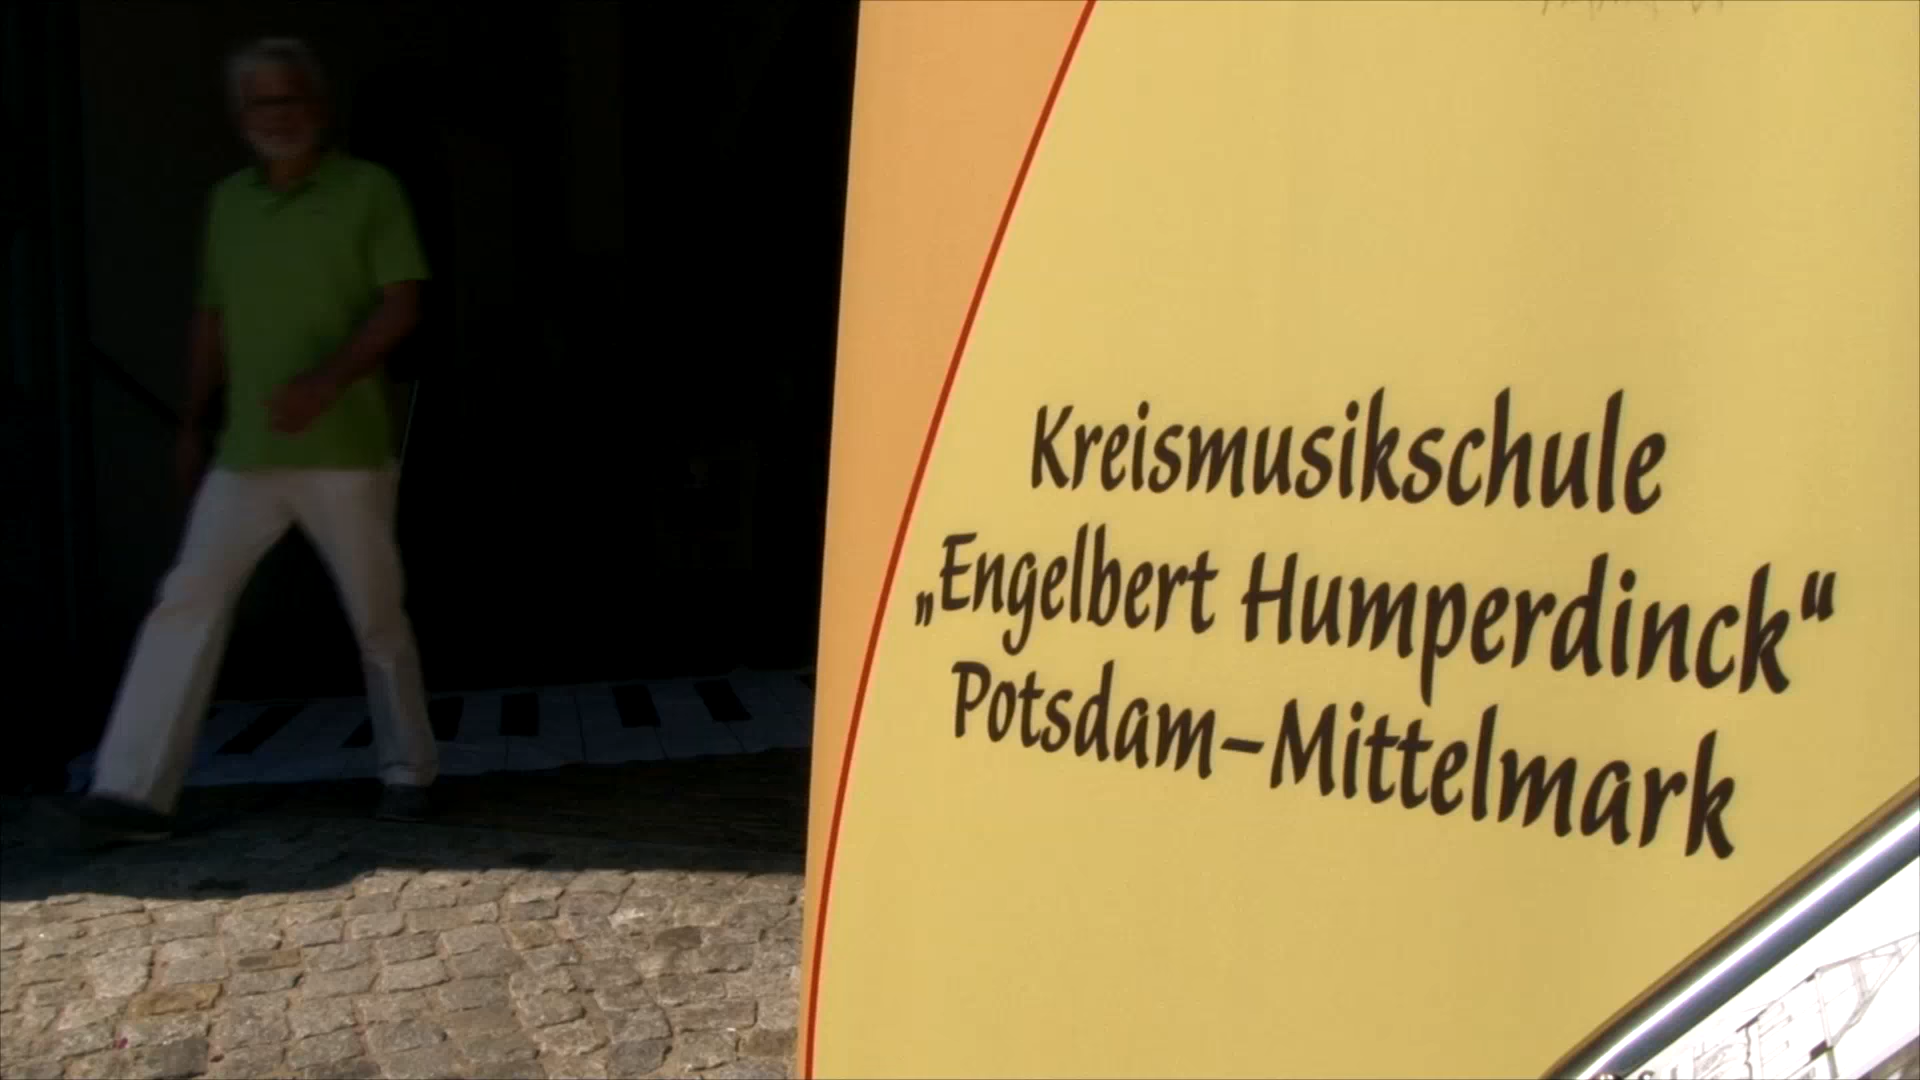 Kreismusikschule
„Engelbert Humperdinck“
Potsdam-Mittelmark